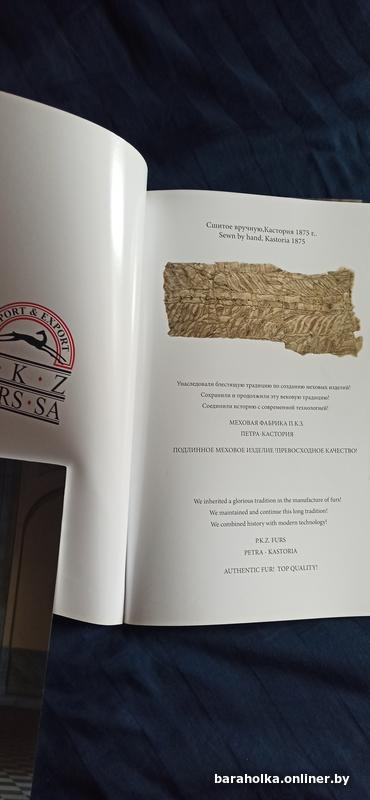 Сшитое вручную,Кастория 1875 г..
Sewn by hand, Kastoria 1875
PORT & EXPORT
K·Z
RS·SA
Унаследовали блестящую традицию по созданию меховых изделий!
Сохранили и продолжили эту вековую традицию!
Соединили историю с современной технологией!
МЕХОВАЯ ФАБРИКА П.К.З.
ПЕТРА-КАСТОРИЯ
ПОДЛИННОЕ МЕХОВОЕ ИЗДЕЛИЕ !ПРЕВОСХОДНОЕ КАЧЕСТВО!
We inherited a glorious tradition in the manufacture of furs!
We maintained and continue this long tradition!
We combined history with modern technology!
P.K.Z. FURS
PETRA - KASTORIA
AUTHENTIC FUR! TOP QUALITY!
baraholka.onliner.by